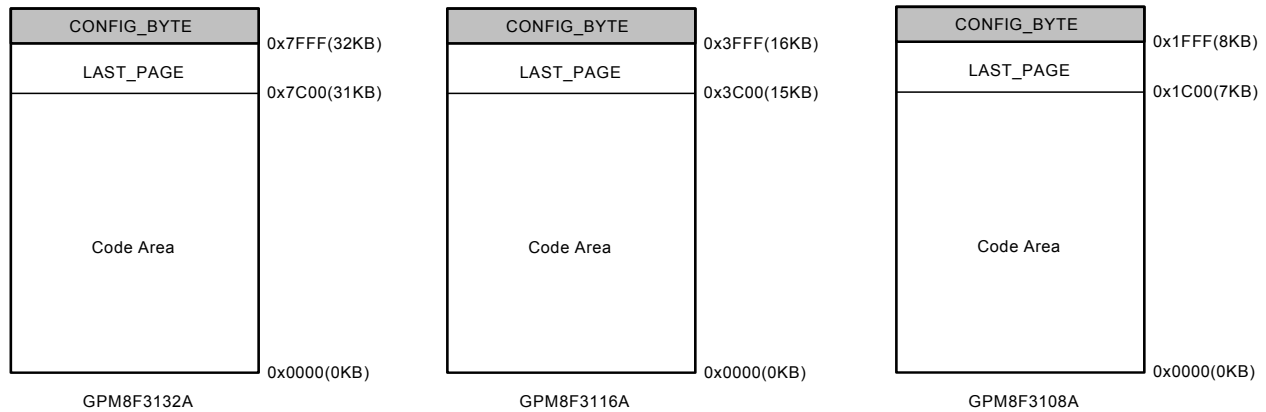 CONFIG_BYTE
0x7FFF(32KB)
LAST_PAGE
0x7C00(31KB)
Code Area
0x0000(0KB)
GPM8F3132A
CONFIG_BYTE
0x3FFF(16KB)
LAST_PAGE
0x3C00(15KB)
Code Area
0x0000(0KB)
GPM8F3116A
CONFIG_BYTE
0x1FFF(8KB)
LAST_PAGE
0x1C00(7KB)
Code Area
0x0000(0KB)
GPM8F3108A